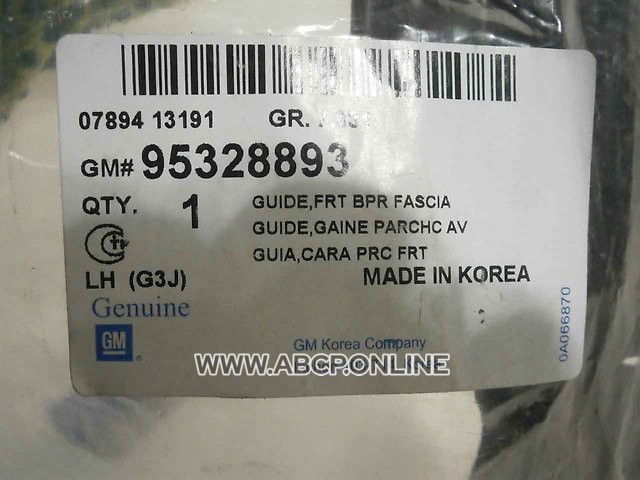 07894 13191 GR.
GM# 95328893
QTY. 1
GUIDE,FRT BPR FASCIA
GUIDE,GAINE PARCHC AV
GUIA,CARA PRC FRT
LH (G3J) MADE IN KOREA
Genuine
GM
GM Korea Company
WWW.ABCP.ONLINE
0A066870